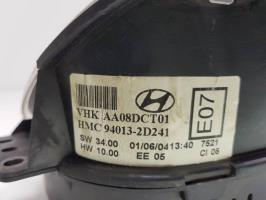 VHK AA08DCT01
HMC 94013-2D241
E07
SW 34.00 01/06/04 13:40 7521
HW 10.00 EE 05 CI 05